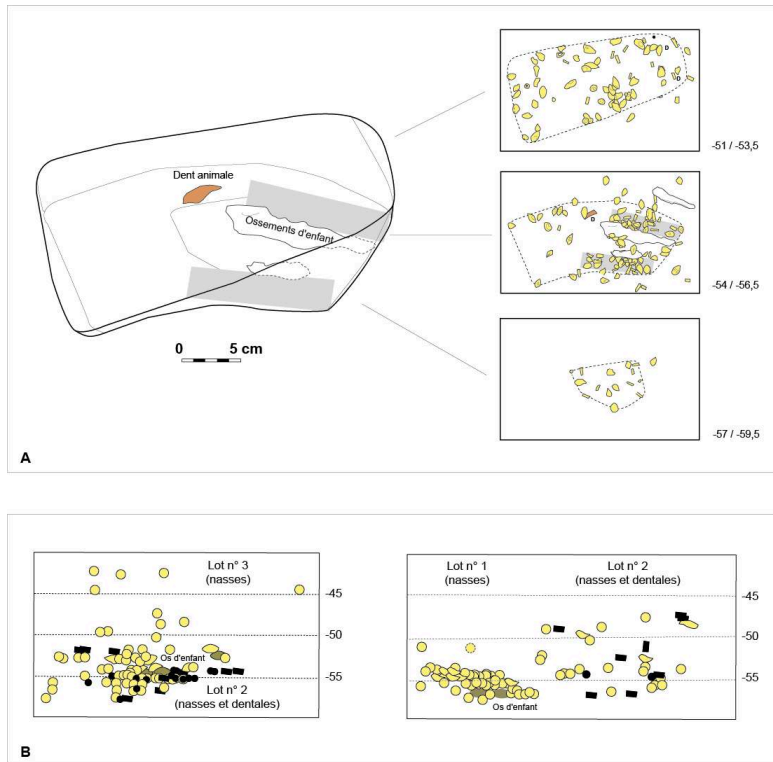 Dent animale
Ossements d'enfant
0 5 cm
D
D
-51 / -53,5
D
-54 / -56,5
-57 / -59,5
A
Lot n° 3
(nasses)
-45
-50
Os d'enfant
-55
Lot n° 2
(nasses et dentales)
Lot n° 1
(nasses)
Lot n° 2
(nasses et dentales)
-45
-50
-55
Os d'enfant
B